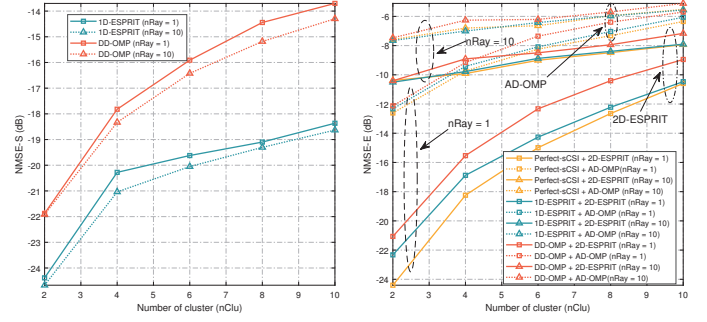 -14
-15
-16
-17
-18
-19
-20
-21
-22
-23
-24
NMSE-S (dB)
1D-ESPRIT (nRay = 1)
1D-ESPRIT (nRay = 10)
DD-OMP (nRay = 1)
DD-OMP (nRay = 10)
2 4 6 8 10
Number of cluster (nClu)
-6
-8
-10
-12
-14
-16
-18
-20
-22
-24
NMSE-E (dB)
nRay = 10
AD-OMP
nRay = 1
2D-ESPRIT
Perfect-sCSI + 2D-ESPRIT (nRay = 1)
Perfect-sCSI + AD-OMP(nRay = 1)
Perfect-sCSI + 2D-ESPRIT (nRay = 10)
Perfect-sCSI + AD-OMP(nRay = 10)
1D-ESPRIT + 2D-ESPRIT (nRay = 1)
1D-ESPRIT + AD-OMP(nRay = 1)
1D-ESPRIT + 2D-ESPRIT (nRay = 10)
1D-ESPRIT + AD-OMP(nRay = 10)
DD-OMP + 2D-ESPRIT(nRay = 1)
DD-OMP + AD-OMP(nRay = 1)
DD-OMP + 2D-ESPRIT (nRay = 10)
DD-OMP + AD-OMP(nRay = 10)
2 3 4 5 6 7 8 9 10
Number of cluster (nClu)